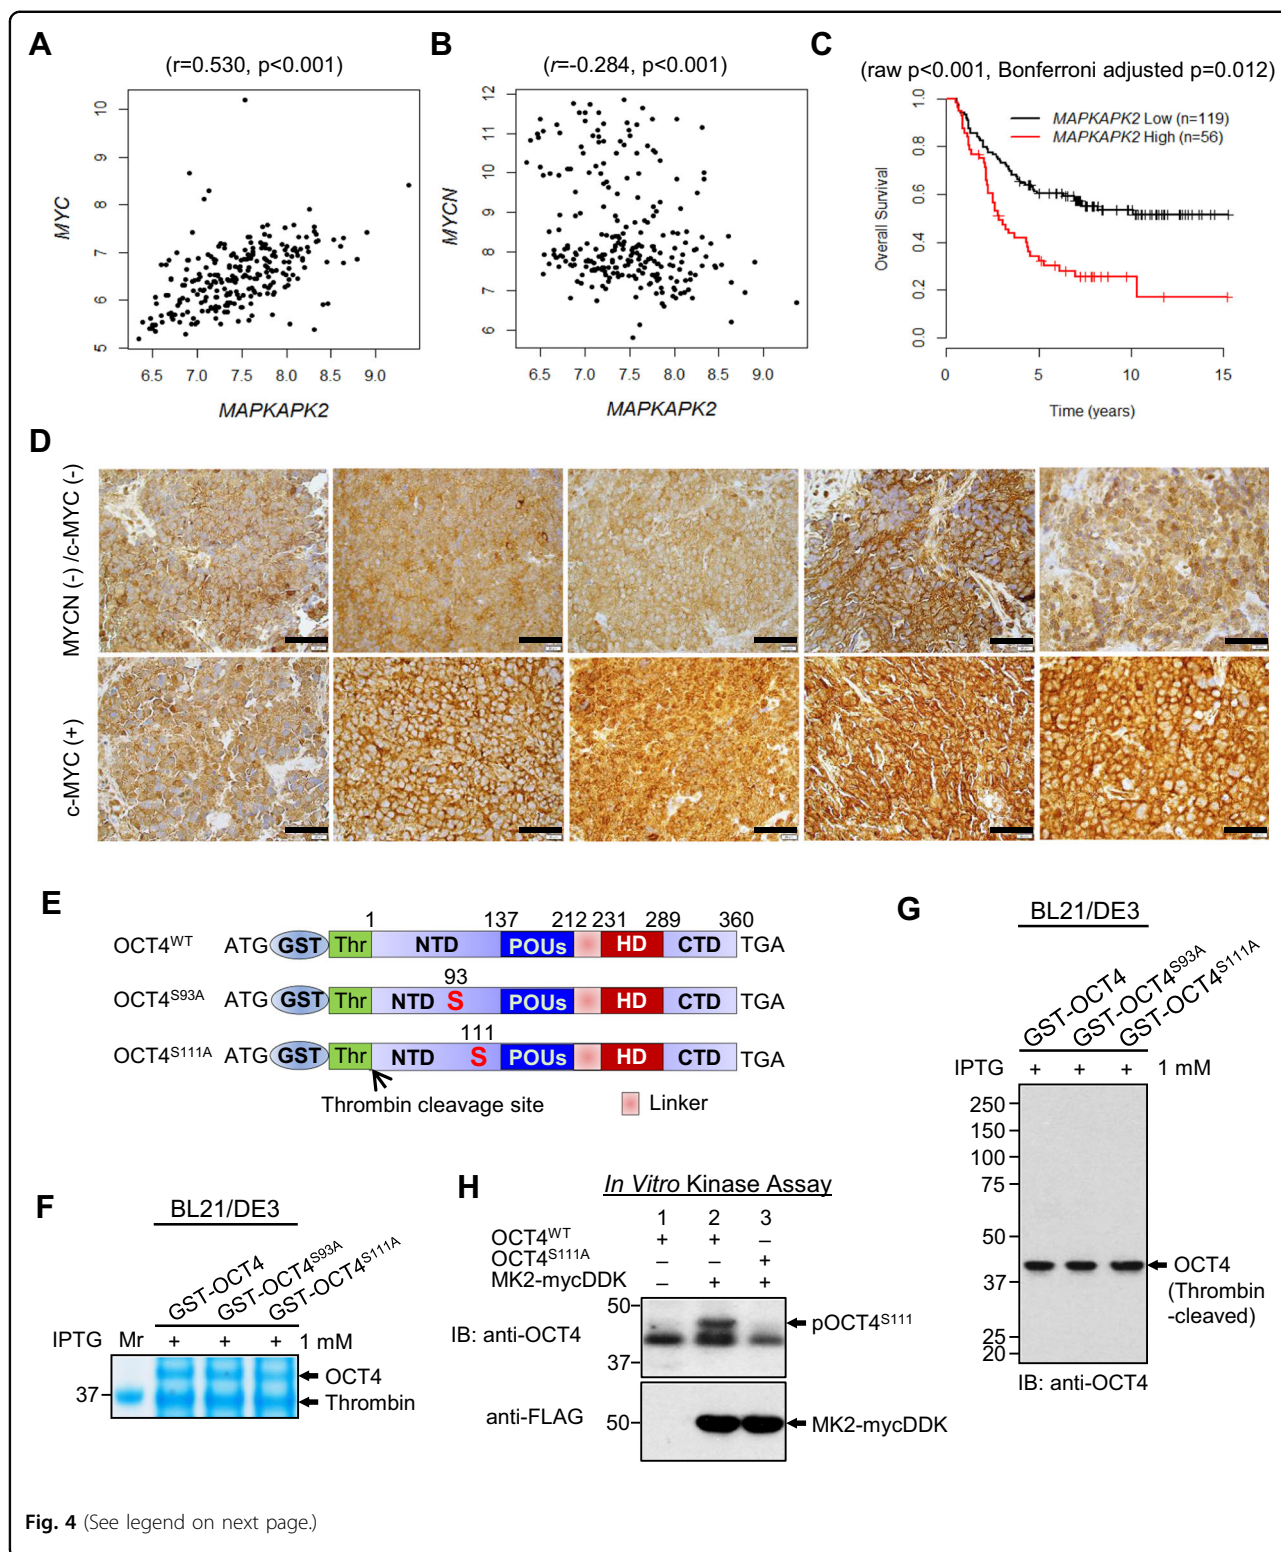 A
(r=0.530, p<0.001)
MYC
10
9
8
7
6
5
6.5 7.0 7.5 8.0 8.5 9.0
MAPKAPK2
B
(r=-0.284, p<0.001)
MYCN
12
11
10
9
8
7
6
6.5 7.0 7.5 8.0 8.5 9.0
MAPKAPK2
C
(raw p<0.001, Bonferroni adjusted p=0.012)
Overall Survival
1.0
0.8
0.6
0.4
0.2
0.0
MAPKAPK2 Low (n=119)
MAPKAPK2 High (n=56)
0 5 10 15
Time (years)
D
MYCN (-) /c-MYC (-)
c-MYC (+)
E
1 137 212 231 289 360
OCT4WT ATG GST Thr NTD POUs HD CTD TGA
93
OCT4S93A ATG GST Thr NTD S POUs HD CTD TGA
111
OCT4S111A ATG GST Thr NTD S POUs HD CTD TGA
Thrombin cleavage site
Linker
F
BL21/DE3
GST-OCT4
GST-OCT4S93A
GST-OCT4S111A
IPTG Mr + + + 1 mM
37
OCT4
Thrombin
G
BL21/DE3
GST-OCT4
GST-OCT4S93A
GST-OCT4S111A
IPTG + + + 1 mM
250
150
100
75
50
37
25
20
OCT4
(Thrombin
-cleaved)
IB: anti-OCT4
H
In Vitro Kinase Assay
1 2 3
OCT4WT + + –
OCT4S111A – – +
MK2-mycDDK – + +
50
37
IB: anti-OCT4
pOCT4S111
anti-FLAG
50
MK2-mycDDK
Fig. 4 (See legend on next page.)